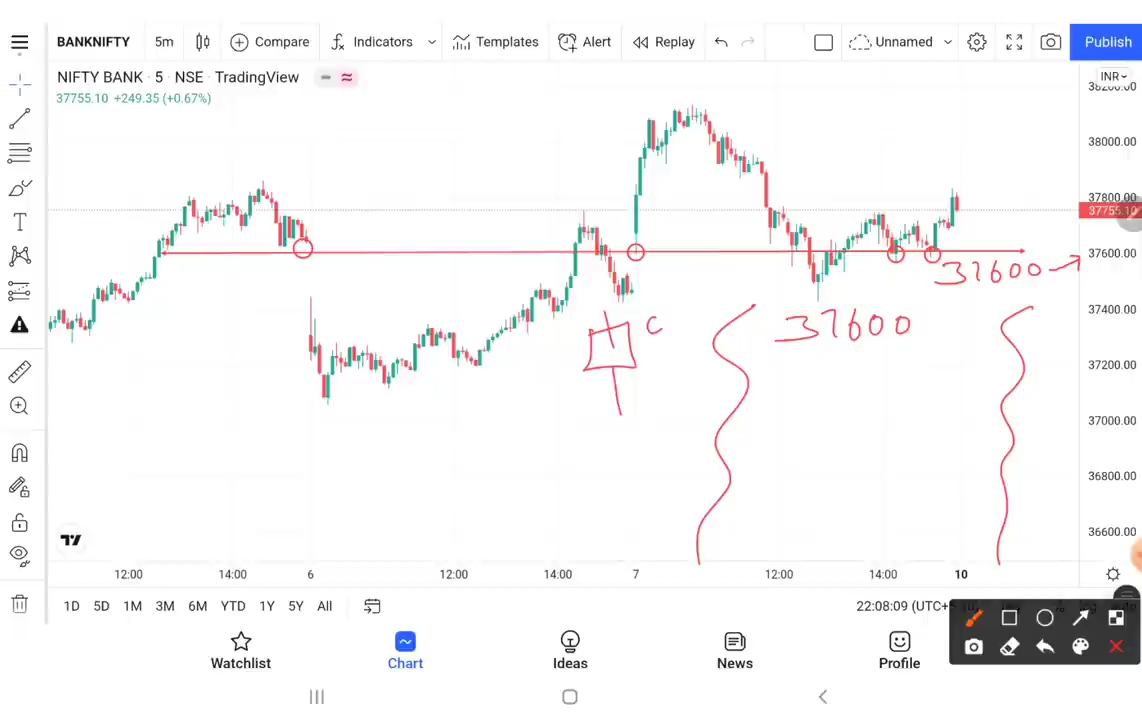 BANKNIFTY 5m Compare Indicators Templates Alert Replay Unnamed Publish
NIFTY BANK · 5 · NSE · TradingView
37755.10 +249.35 (+0.67%)
INR
38200.00
38000.00
37800.00
37755.10
37600.00
37400.00
37200.00
37000.00
36800.00
36600.00
37600
C
37600
12:00 14:00 6 12:00 14:00 7 12:00 14:00 10
1D 5D 1M 3M 6M YTD 1Y 5Y All
22:08:09 (UTC+5
Watchlist Chart Ideas News Profile